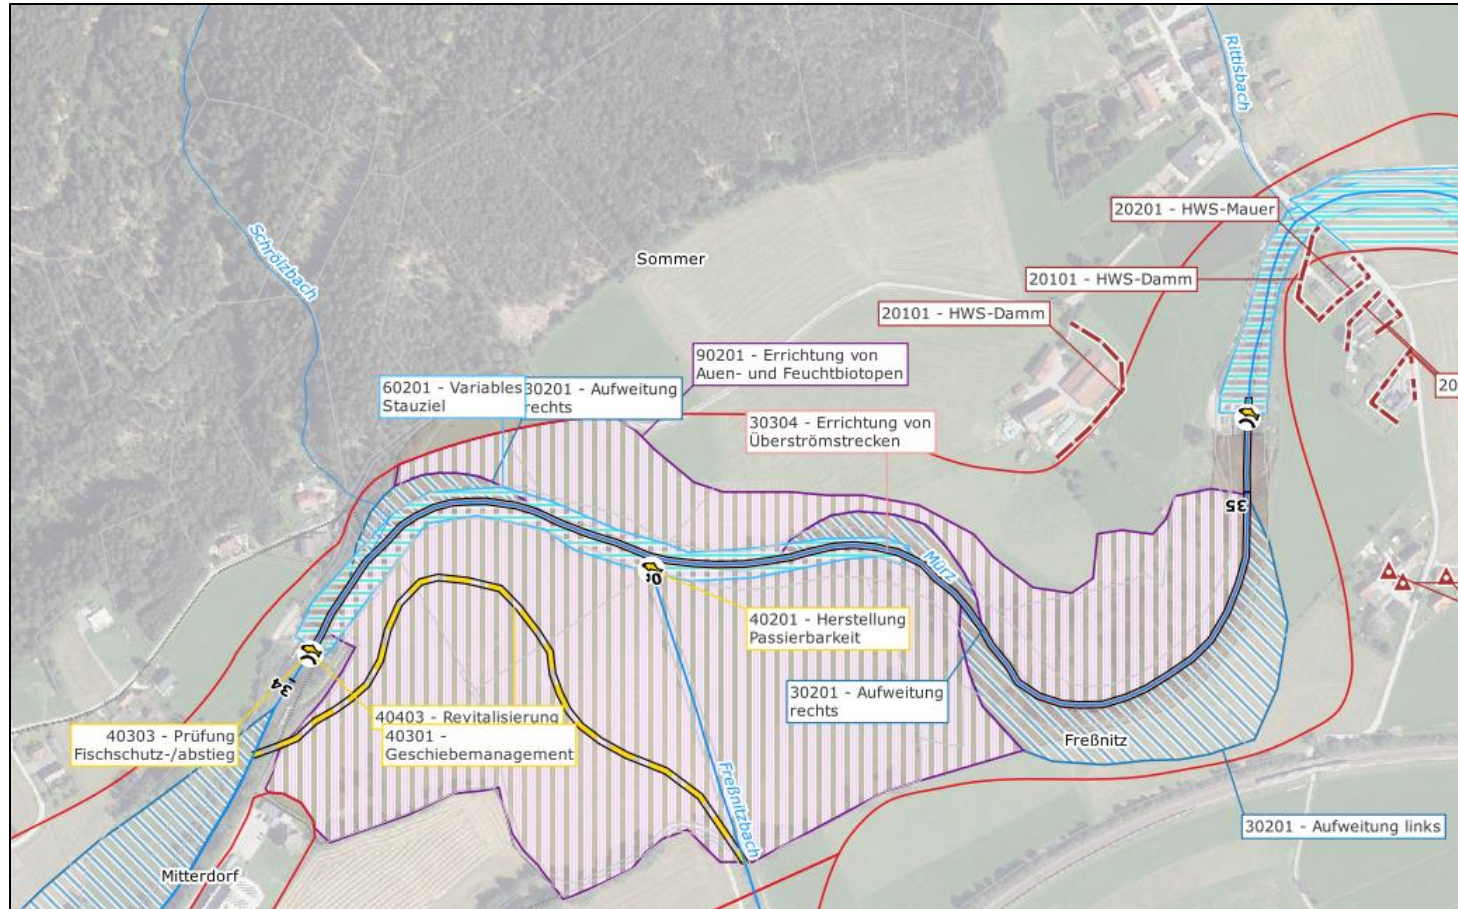 Rittisbach
20201 - HWS-Mauer
Schrölzbach
Sommer
20101 - HWS-Damm
20101 - HWS-Damm
90201 - Errichtung von
Auen- und Feuchtbiotopen
60201 - Variables
Stauziel
30201 - Aufweitung
rechts
20
30304 - Errichtung von
Überströmstrecken
35
Mürz
40201 - Herstellung
Passierbarkeit
34
30201 - Aufweitung
rechts
40403 - Revitalisierung
40303 - Prüfung
Fischschutz-/abstieg
40301 -
Geschiebemanagement
Freßnitz
Freßnitzbach
30201 - Aufweitung links
Mitterdorf